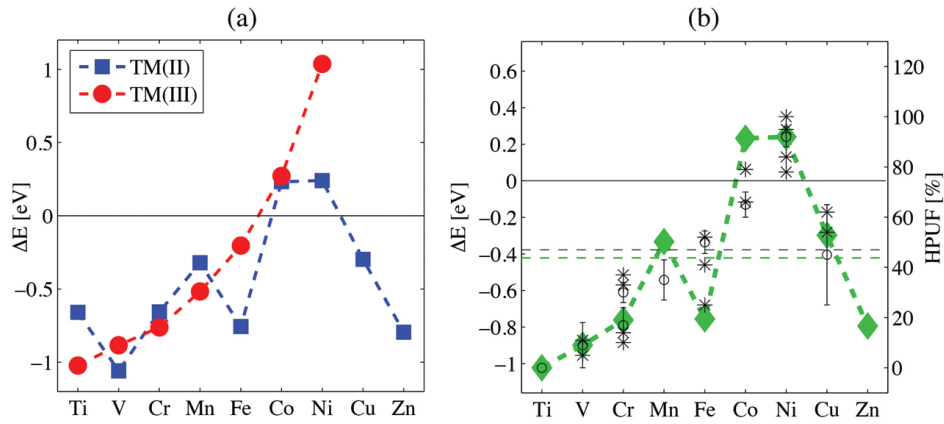 (a)
TM(II)
TM(III)
1
0.5
0
−0.5
−1
ΔE [eV]
Ti V Cr Mn Fe Co Ni Cu Zn
(b)
0.6
0.4
0.2
0
−0.2
−0.4
−0.6
−0.8
−1
ΔE [eV]
120
100
80
60
40
20
0
HPUF [%]
Ti V Cr Mn Fe Co Ni Cu Zn